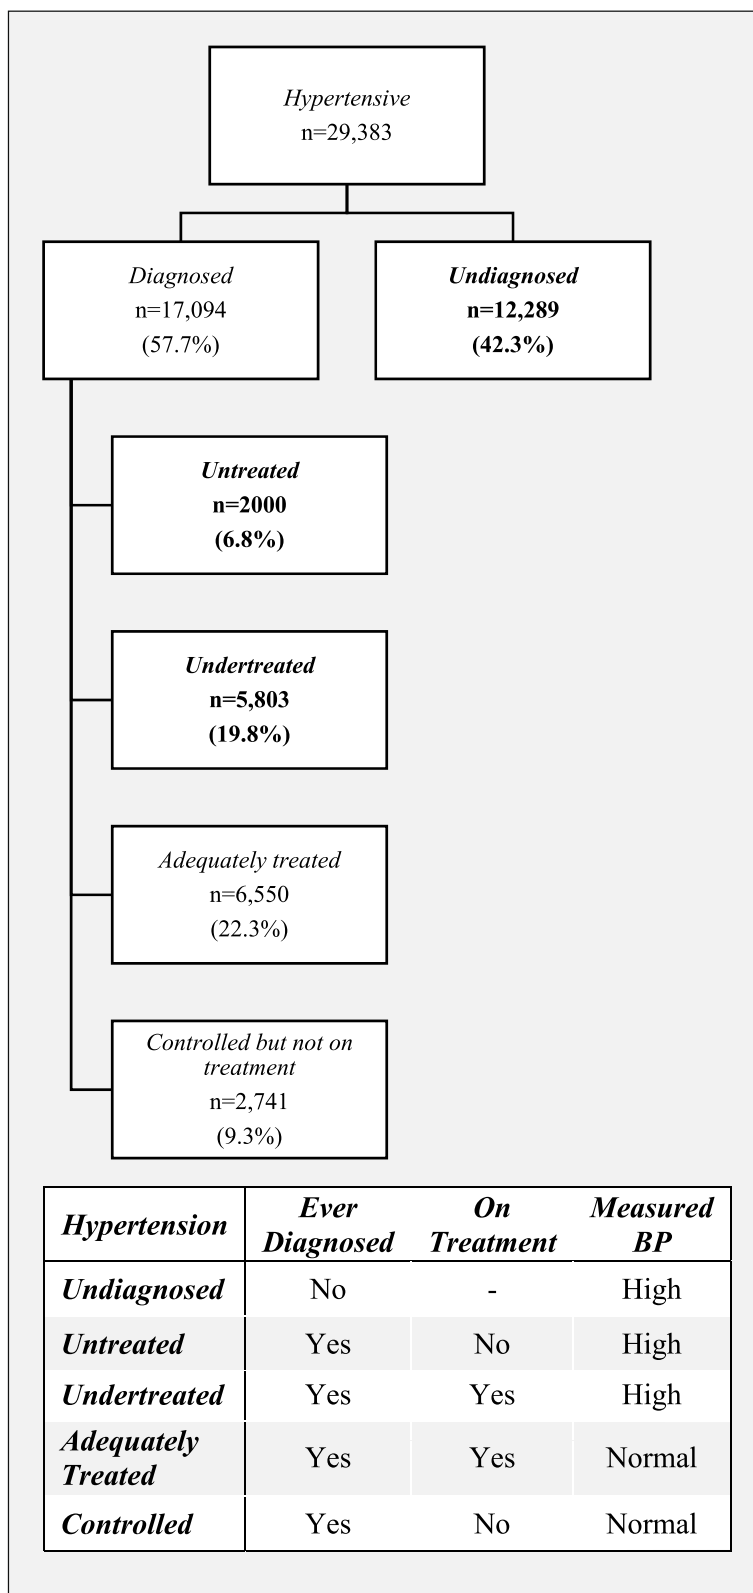 Hypertensive
n=29,383
Diagnosed
n=17,094
(57.7%)
Undiagnosed
n=12,289
(42.3%)
Untreated
n=2000
(6.8%)
Undertreated
n=5,803
(19.8%)
Adequately treated
n=6,550
(22.3%)
Controlled but not on
treatment
n=2,741
(9.3%)
Hypertension Ever Diagnosed On Treatment Measured BP
Undiagnosed No - High
Untreated Yes No High
Undertreated Yes Yes High
Adequately Treated Yes Yes Normal
Controlled Yes No Normal